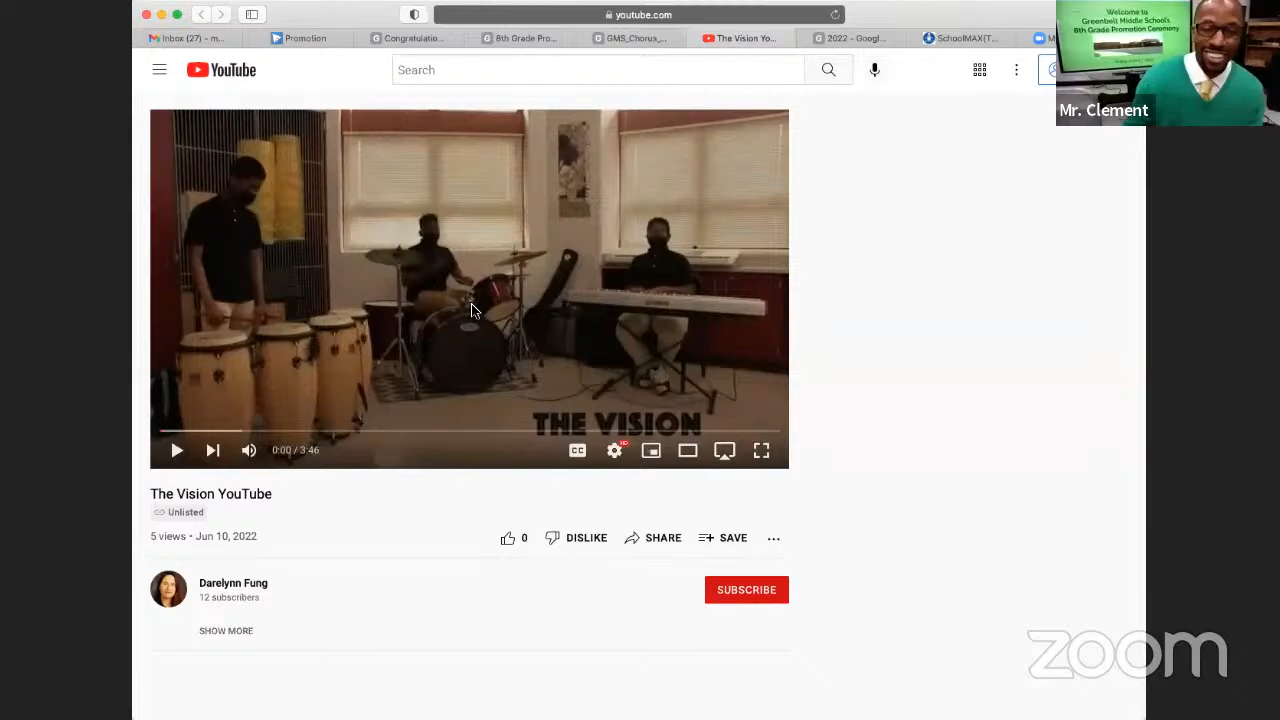 youtube.com
Inbox (27) – m...
Promotion
Congratulatio...
8th Grade Pro...
GMS_Chorus_...
The Vision Yo...
2022 - Googl...
SchoolMAX(T...
M
YouTube
Search
Welcome to
Greenbelt Middle School's
8th Grade Promotion Ceremony
Mr. Clement
THE VISION
0:00 / 3:46
CC
HD
The Vision YouTube
Unlisted
5 views • Jun 10, 2022
0
DISLIKE
SHARE
SAVE
Darelynn Fung
12 subscribers
SUBSCRIBE
SHOW MORE
zoom